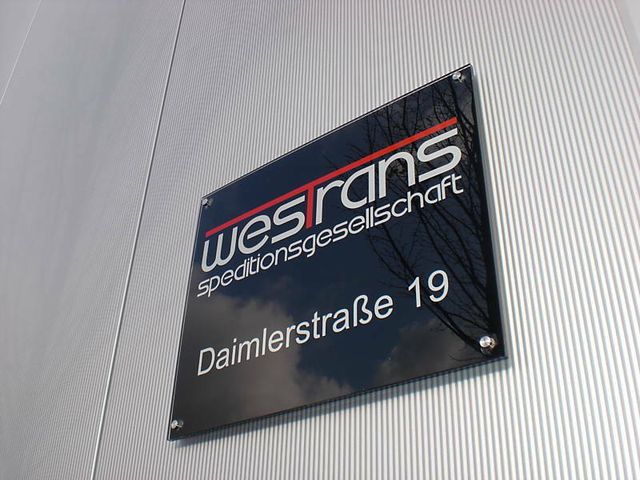 wesTrans
speditionsgesellschaft
Daimlerstraße 19